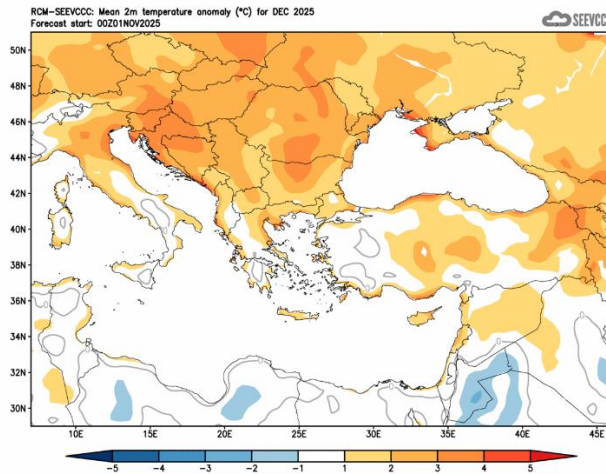 RCM-SEEVCCC: Mean 2m temperature anomaly (°C) for DEC 2025
Forecast start: 00Z01NOV2025
SEEVCCC
50N
48N
46N
44N
42N
40N
38N
36N
34N
32N
30N
10E 15E 20E 25E 30E 35E 40E 45E
-5 -4 -3 -2 -1 1 2 3 4 5